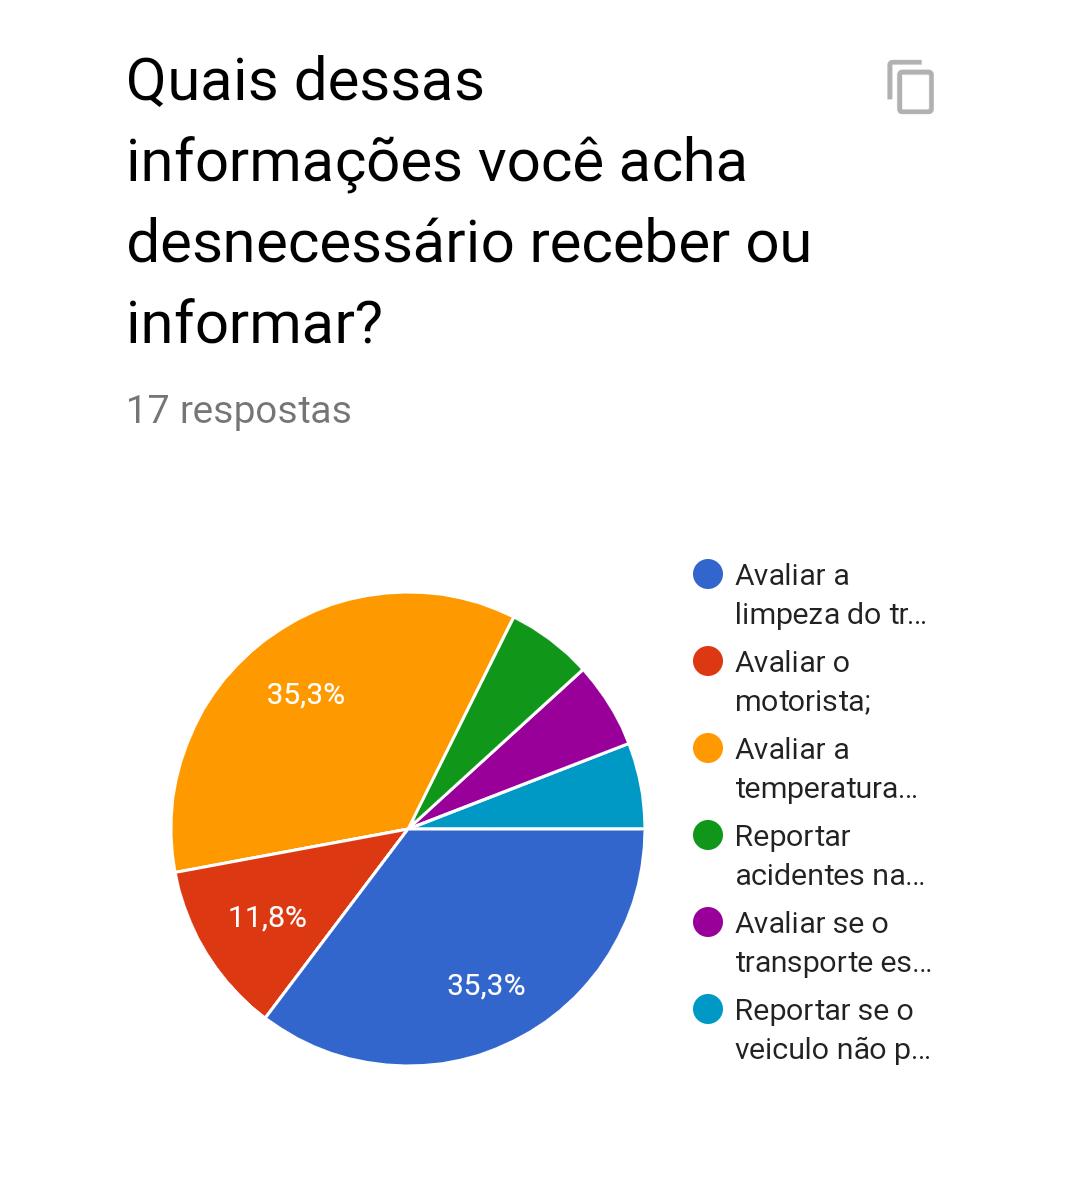 Quais dessas
informações você acha
desnecessário receber ou
informar?
17 respostas
35,3%
11,8%
35,3%
Avaliar a
limpeza do tr...
Avaliar o
motorista;
Avaliar a
temperatura...
Reportar
acidentes na...
Avaliar se o
transporte es...
Reportar se o
veiculo não p...